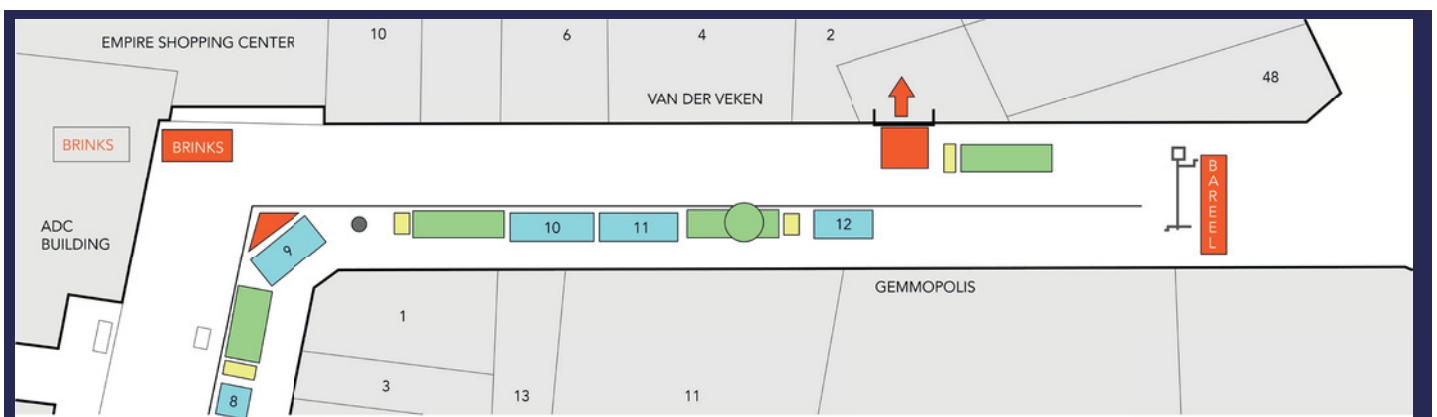 EMPIRE SHOPPING CENTER
10
6
4
2
48
VAN DER VEKEN
BRINKS
BRINKS
BAREEL
ADC
BUILDING
9
10
11
12
GEMMOPOLIS
1
3
13
11
8